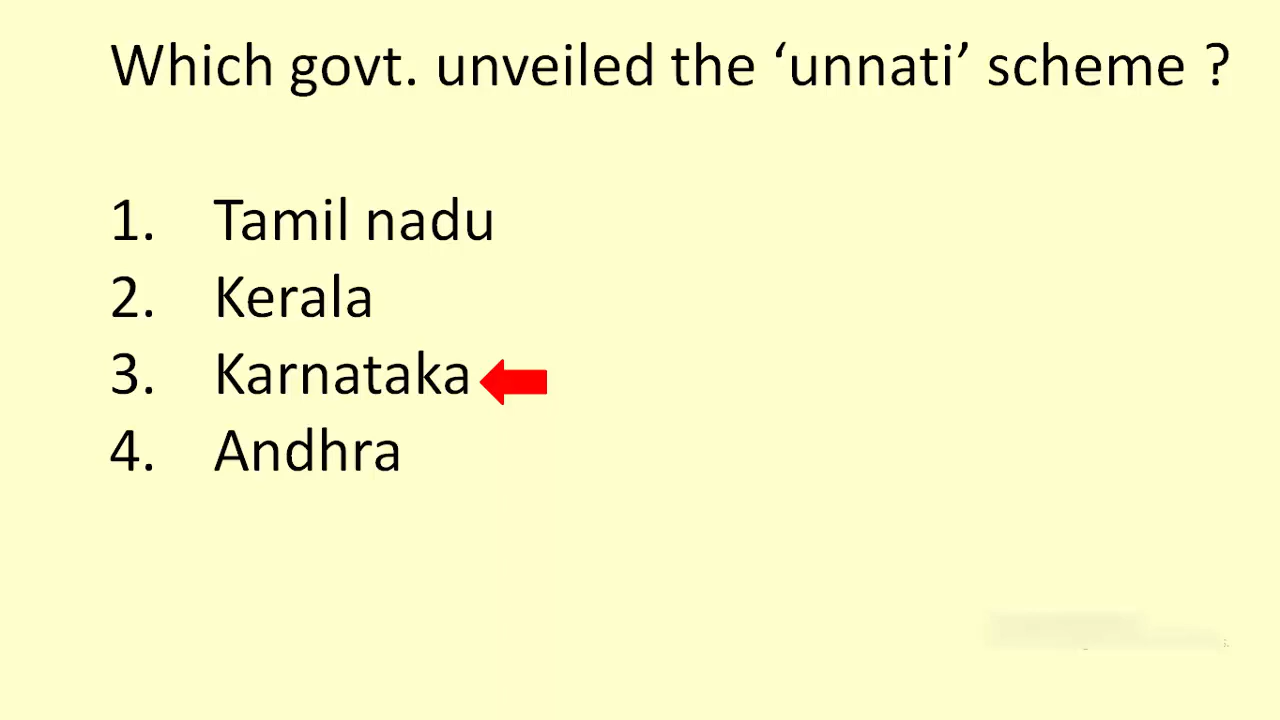 Which govt. unveiled the ‘unnati’ scheme ?
1. Tamil nadu
2. Kerala
3. Karnataka
4. Andhra